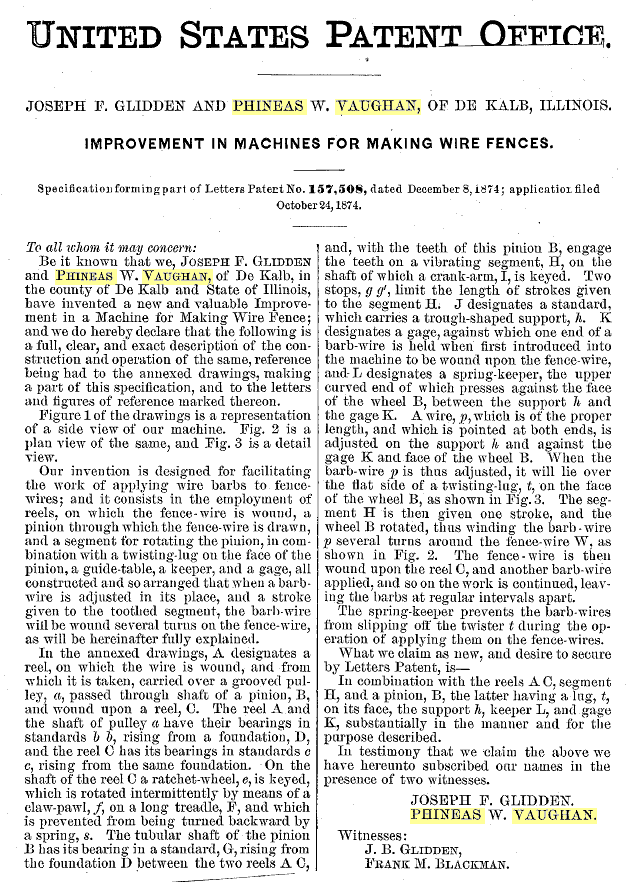 UNITED STATES PATENT OFFICE.
JOSEPH F. GLIDDEN AND PHINEAS W. VAUGHAN, OF DE KALB, ILLINOIS.
IMPROVEMENT IN MACHINES FOR MAKING WIRE FENCES.
Specification forming part of Letters Patent No. 157,508, dated December 8, 1874; application filed
October 24, 1874.
To all whom it may concern:
Be it known that we, JOSEPH F. GLIDDEN
and PHINEAS W. VAUGHAN, of De Kalb, in
the county of De Kalb and State of Illinois,
have invented a new and valuable Improve-
ment in a Machine for Making Wire Fence;
and we do hereby declare that the following is
a full, clear, and exact description of the con-
struction and operation of the same, reference
being had to the annexed drawings, making
a part of this specification, and to the letters
and figures of reference marked thereon.
Figure 1 of the drawings is a representation
of a side view of our machine. Fig. 2 is a
plan view of the same, and Fig. 3 is a detail
view.
Our invention is designed for facilitating
the work of applying wire barbs to fence-
wires; and it consists in the employment of
reels, on which the fence-wire is wound, a
pinion through which the fence-wire is drawn,
and a segment for rotating the pinion, in com-
bination with a twisting-lug on the face of the
pinion, a guide-table, a keeper, and a gage, all
constructed and so arranged that when a barb-
wire is adjusted in its place, and a stroke
given to the toothed segment, the barb-wire
will be wound several turns on the fence-wire,
as will be hereinafter fully explained.
In the annexed drawings, A designates a
reel, on which the wire is wound, and from
which it is taken, carried over a grooved pul-
ley, a, passed through shaft of a pinion, B,
and wound upon a reel, C. The reel A and
the shaft of pulley a have their bearings in
standards b b, rising from a foundation, D,
and the reel C has its bearings in standards c
c, rising from the same foundation. On the
shaft of the reel C a ratchet-wheel, e, is keyed,
which is rotated intermittently by means of a
claw-pawl, f, on a long treadle, F, and which
is prevented from being turned backward by
a spring, s. The tubular shaft of the pinion
B has its bearing in a standard, G, rising from
the foundation D between the two reels A C,
and, with the teeth of this pinion B, engage
the teeth on a vibrating segment, H, on the
shaft of which a crank-arm, I, is keyed. Two
stops, g g', limit the length of strokes given
to the segment H. J designates a standard,
which carries a trough-shaped support, h. K
designates a gage, against which one end of a
barb-wire is held when first introduced into
the machine to be wound upon the fence-wire,
and L designates a spring-keeper, the upper
curved end of which presses against the face
of the wheel B, between the support h and
the gage K. A wire, p, which is of the proper
length, and which is pointed at both ends, is
adjusted on the support h and against the
gage K and face of the wheel B. When the
barb-wire p is thus adjusted, it will lie over
the flat side of a twisting-lug, t, on the face
of the wheel B, as shown in Fig. 3. The seg-
ment H is then given one stroke, and the
wheel B rotated, thus winding the barb-wire
p several turns around the fence-wire W, as
shown in Fig. 2. The fence-wire is then
wound upon the reel C, and another barb-wire
applied, and so on the work is continued, leav-
ing the barbs at regular intervals apart.
The spring-keeper prevents the barb-wires
from slipping off the twister t during the op-
eration of applying them on the fence-wires.
What we claim as new, and desire to secure
by Letters Patent, is—
In combination with the reels A C, segment
H, and a pinion, B, the latter having a lug, t,
on its face, the support h, keeper L, and gage
K, substantially in the manner and for the
purpose described.
In testimony that we claim the above we
have hereunto subscribed our names in the
presence of two witnesses.
JOSEPH F. GLIDDEN.
PHINEAS W. VAUGHAN.
Witnesses:
J. B. GLIDDEN,
FRANK M. BLACKMAN.